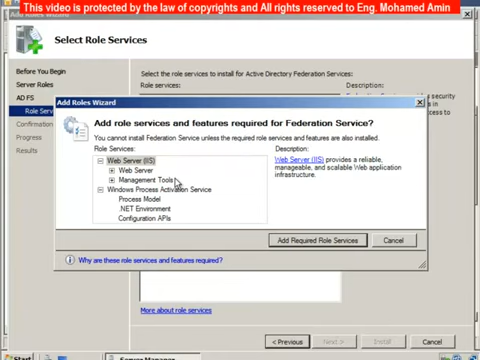 This video is protected by the law of copyrights and All rights reserved to Eng. Mohamed Amin
Add Roles Wizard
Select Role Services
Before You Begin
Server Roles
AD FS
Role Serv
Confirmation
Progress
Results
Select the role services to install for Active Directory Federation Services:
Role services:
Description:
Add Roles Wizard
Add role services and features required for Federation Service?
You cannot install Federation Service unless the required role services and features are also installed.
Role Services:
Web Server (IIS)
Web Server
Management Tools
Windows Process Activation Service
Process Model
.NET Environment
Configuration APIs
Description:
Web Server (IIS) provides a reliable,
manageable, and scalable Web application
infrastructure.
Add Required Role Services
Cancel
Why are these role services and features required?
More about role services
< Previous
Next >
Install
Cancel
Start
Server Manager